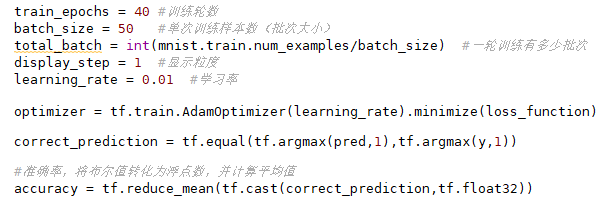 train_epochs = 40 #训练轮数
batch_size = 50 #单次训练样本数（批次大小）
total_batch = int(mnist.train.num_examples/batch_size) #一轮训练有多少批次
display_step = 1 #显示粒度
learning_rate = 0.01 #学习率
optimizer = tf.train.AdamOptimizer(learning_rate).minimize(loss_function)
correct_prediction = tf.equal(tf.argmax(pred,1),tf.argmax(y,1))
#准确率，将布尔值转化为浮点数，并计算平均值
accuracy = tf.reduce_mean(tf.cast(correct_prediction,tf.float32))